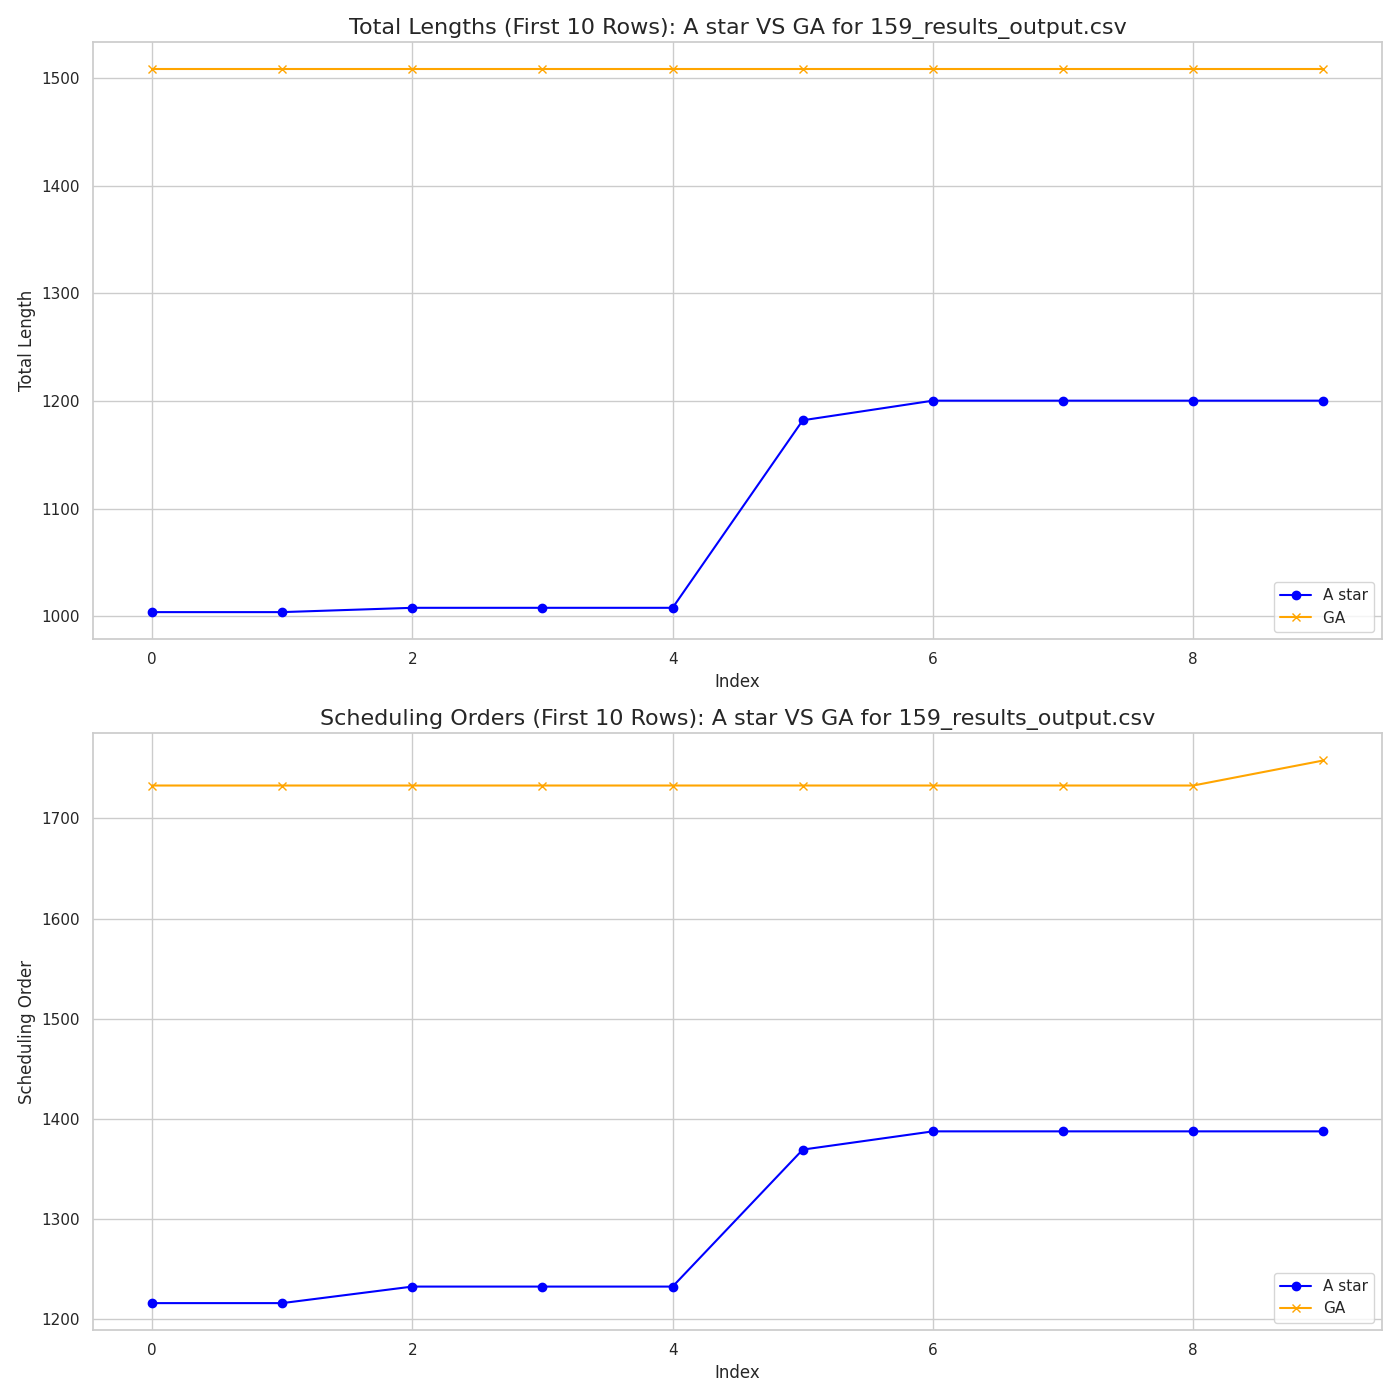 Total Lengths (First 10 Rows): A star VS GA for 159_results_output.csv
1500
1400
1300
1200
1100
1000
Total Length
A star
GA
0 2 4 6 8
Index
Scheduling Orders (First 10 Rows): A star VS GA for 159_results_output.csv
1700
1600
1500
1400
1300
1200
Scheduling Order
A star
GA
0 2 4 6 8
Index